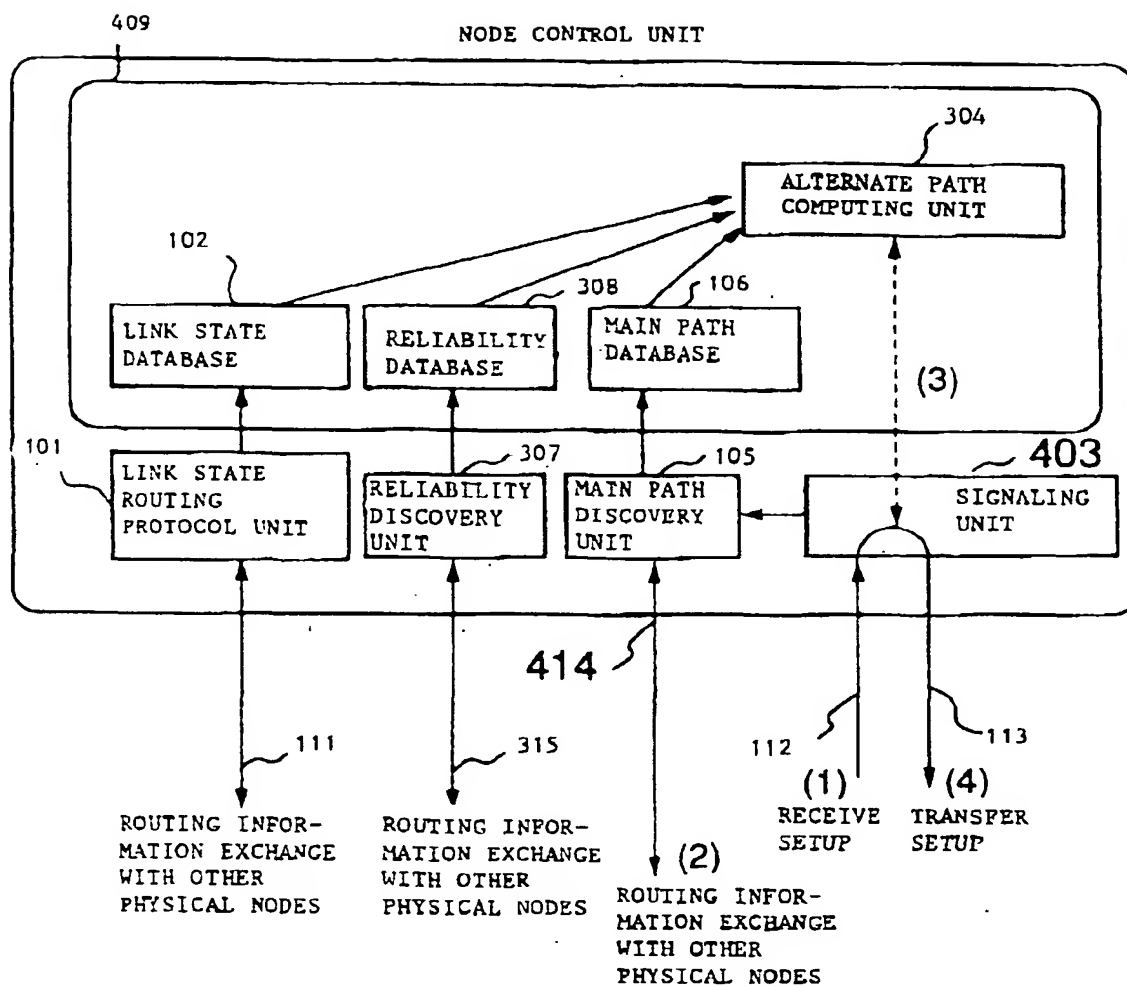 409
NODE CONTROL UNIT
304
ALTERNATE PATH
COMPUTING UNIT
102
308
106
LINK STATE
DATABASE
RELIABILITY
DATABASE
MAIN PATH
DATABASE
(3)
101
307
105
403
LINK STATE
ROUTING
PROTOCOL UNIT
RELIABILITY
DISCOVERY
UNIT
MAIN PATH
DISCOVERY
UNIT
SIGNALING
UNIT
414
111
315
112
113
(1)
RECEIVE
SETUP
(4)
TRANSFER
SETUP
ROUTING INFOR-
MATION EXCHANGE
WITH OTHER
PHYSICAL NODES
ROUTING INFOR-
MATION EXCHANGE
WITH OTHER
PHYSICAL NODES
(2)
ROUTING INFOR-
MATION EXCHANGE
WITH OTHER
PHYSICAL NODES